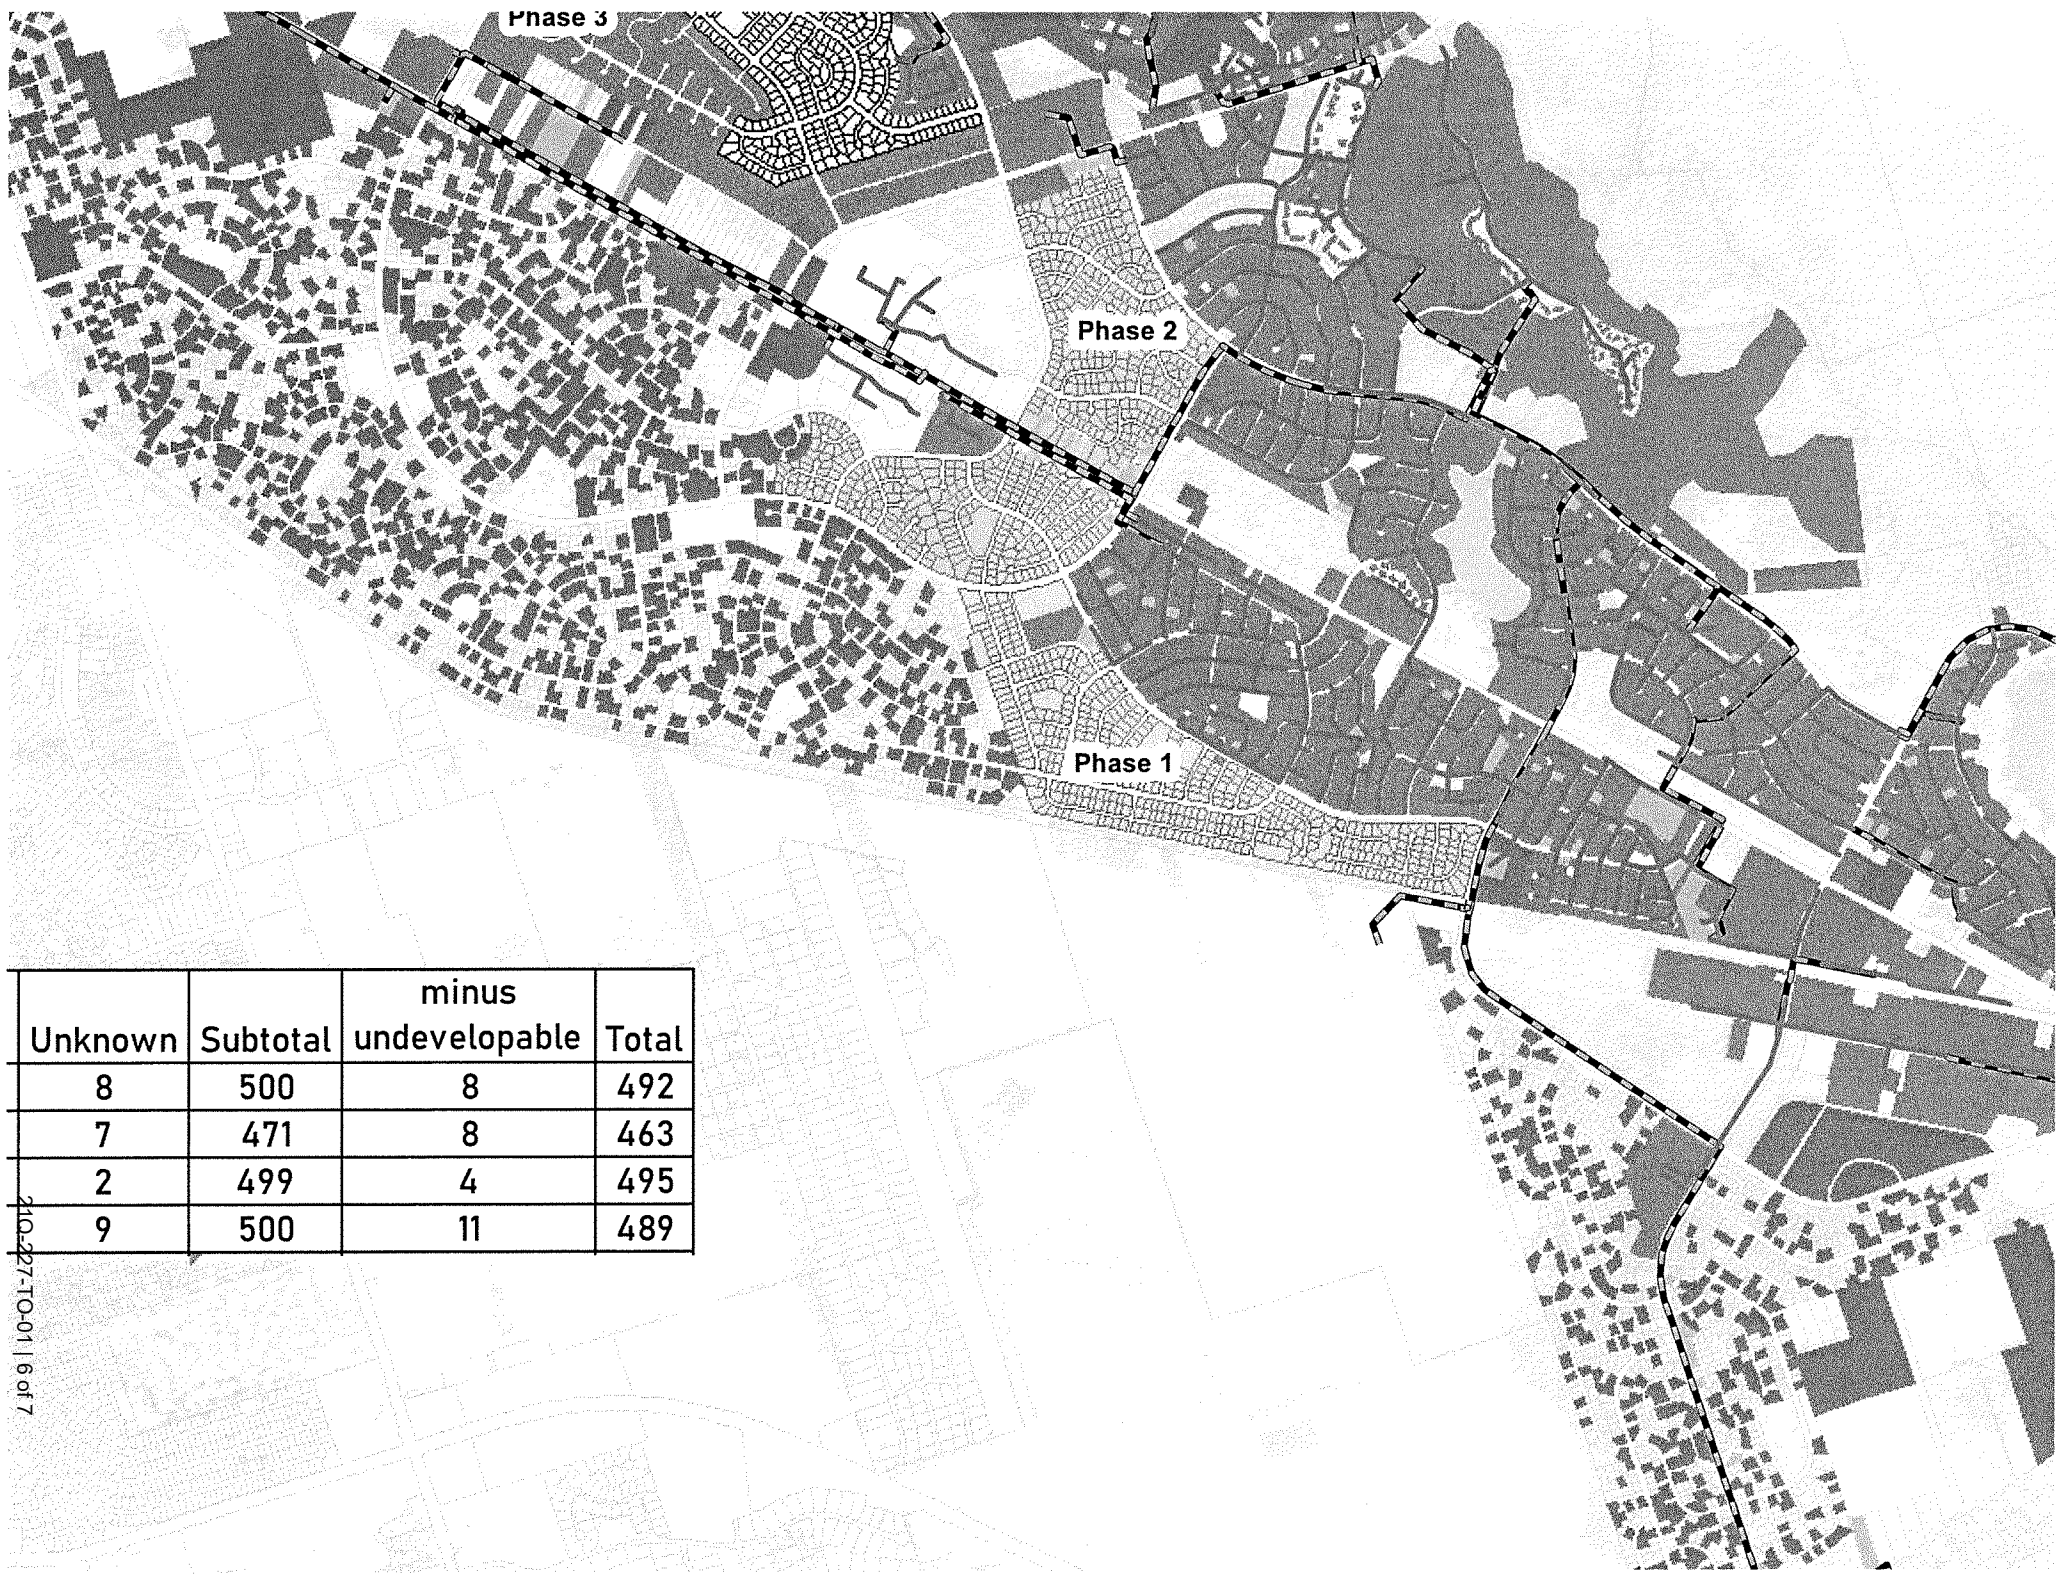 Phase 3
Phase 2
Phase 1
minus
Unknown Subtotal undevelopable Total
8 500 8 492
7 471 8 463
2 499 4 495
9 500 11 489
210-227-TO-01 | 6 of 7